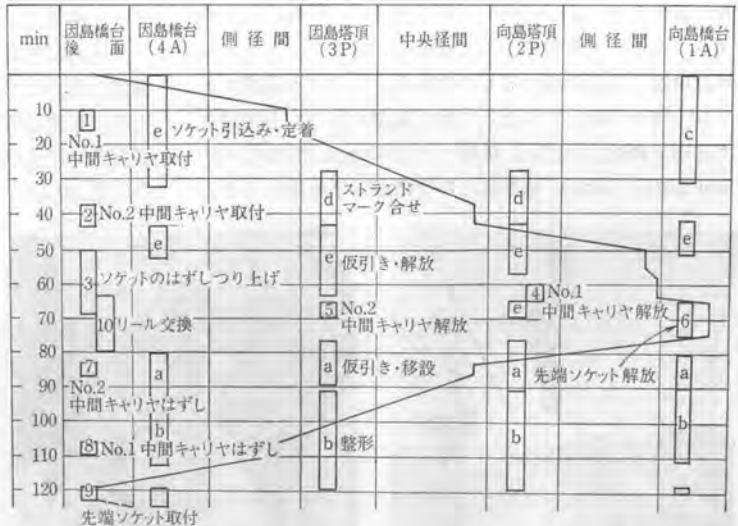 min
因島橋台
後面
因島橋台
(4A)
側径間
因島塔頂
(3P)
中央径間
向島塔頂
(2P)
側径間
向島橋台
(1A)
10
20
30
40
50
60
70
80
90
100
110
120
1
No.1
中間キャリヤ取付
e ソケット引込み・定着
c
d ストランド
マーク合せ
d
2 No.2 中間キャリヤ取付
e
e 仮引き・解放
e
e
3 ソケットのはずしつり上げ
4 No.1
中間キャリヤ解放
5 No.2
中間キャリヤ解放
e
6
10 リール交換
先端ソケット解放
7
No.2
中間キャリヤはずし
a
a 仮引き・移設
a
a
8 No.1 中間キャリヤはずし
b
b 整形
b
b
9
先端ソケット取付